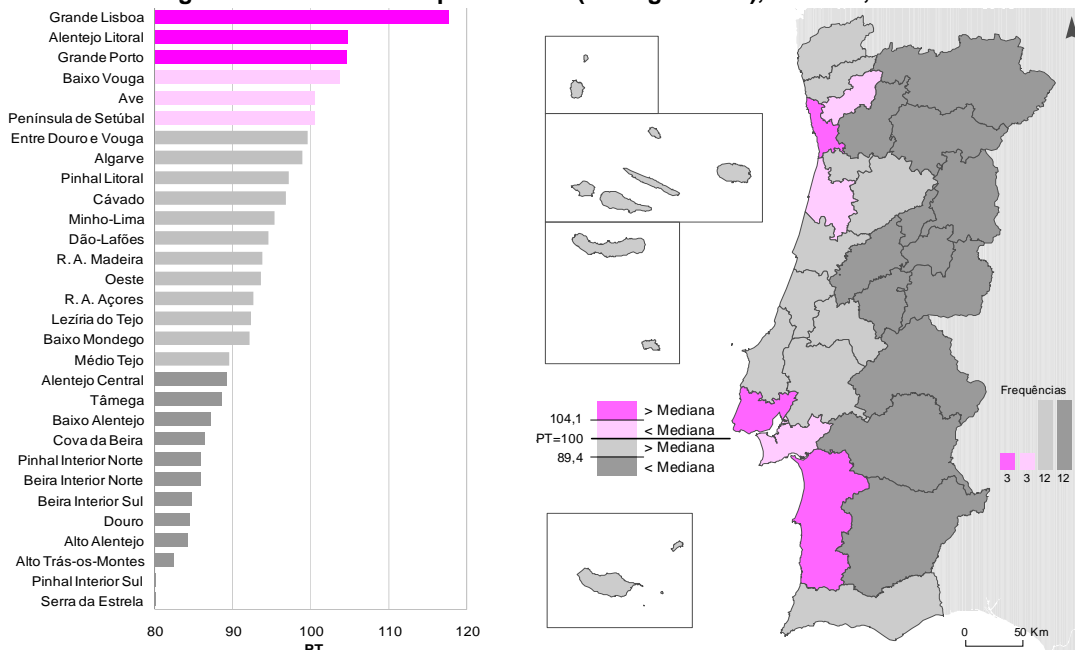 Grande Lisboa
Alentejo Litoral
Grande Porto
Baixo Vouga
Ave
Península de Setúbal
Entre Douro e Vouga
Algarve
Pinhal Litoral
Cávado
Minho-Lima
Dão-Lafões
R. A. Madeira
Oeste
R. A. Açores
Lezíria do Tejo
Baixo Mondego
Médio Tejo
Alentejo Central
Tâmega
Baixo Alentejo
Cova da Beira
Pinhal Interior Norte
Beira Interior Norte
Beira Interior Sul
Douro
Alto Alentejo
Alto Trás-os-Montes
Pinhal Interior Sul
Serra da Estrela
80 90 100 110 120
PT
104,1
PT=100
89,4
> Mediana
< Mediana
> Mediana
< Mediana
Frequências
3 3 12 12
0 50 Km